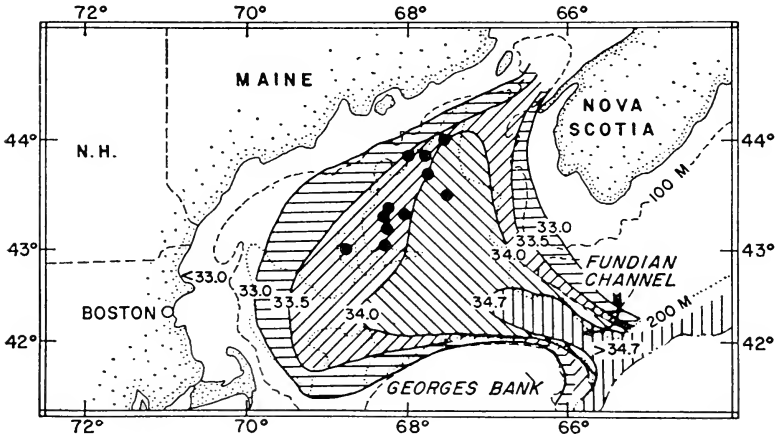 72° 70° 68° 66°
MAINE
NOVA
SCOTIA
44° 44°
N.H.
100 M
43° 43°
33.0
33.5
34.0
<33.0
33.0
33.5
34.0
34.7
FUNDIAN
CHANNEL
BOSTON
200 M
42° 42°
>34.7
GEORGES BANK
72° 70° 68° 66°